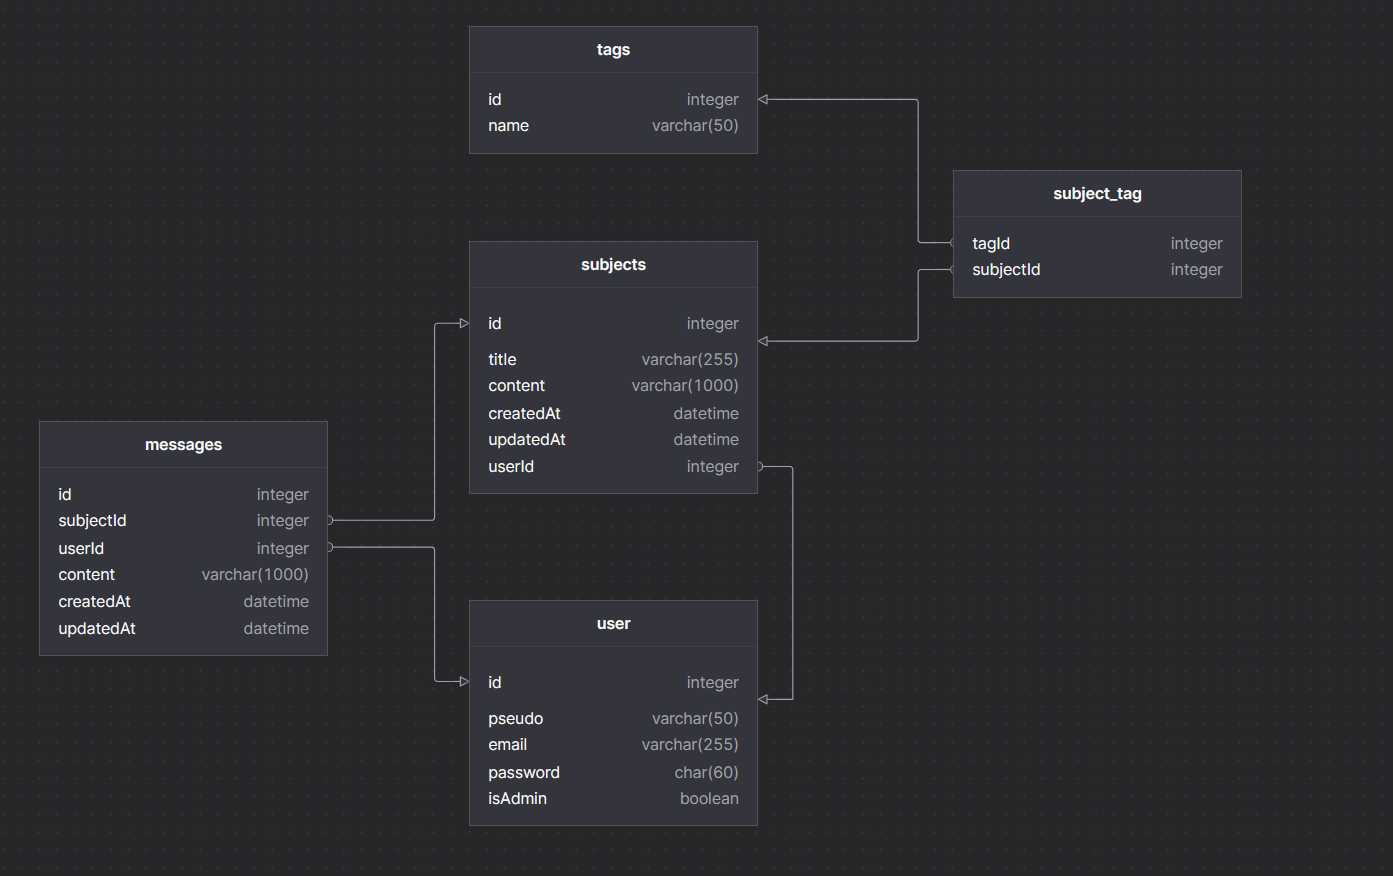 tags
id integer
name varchar(50)
subject_tag
tagId integer
subjectId integer
subjects
id integer
title varchar(255)
content varchar(1000)
createdAt datetime
updatedAt datetime
userId integer
messages
id integer
subjectId integer
userId integer
content varchar(1000)
createdAt datetime
updatedAt datetime
user
id integer
pseudo varchar(50)
email varchar(255)
password char(60)
isAdmin boolean